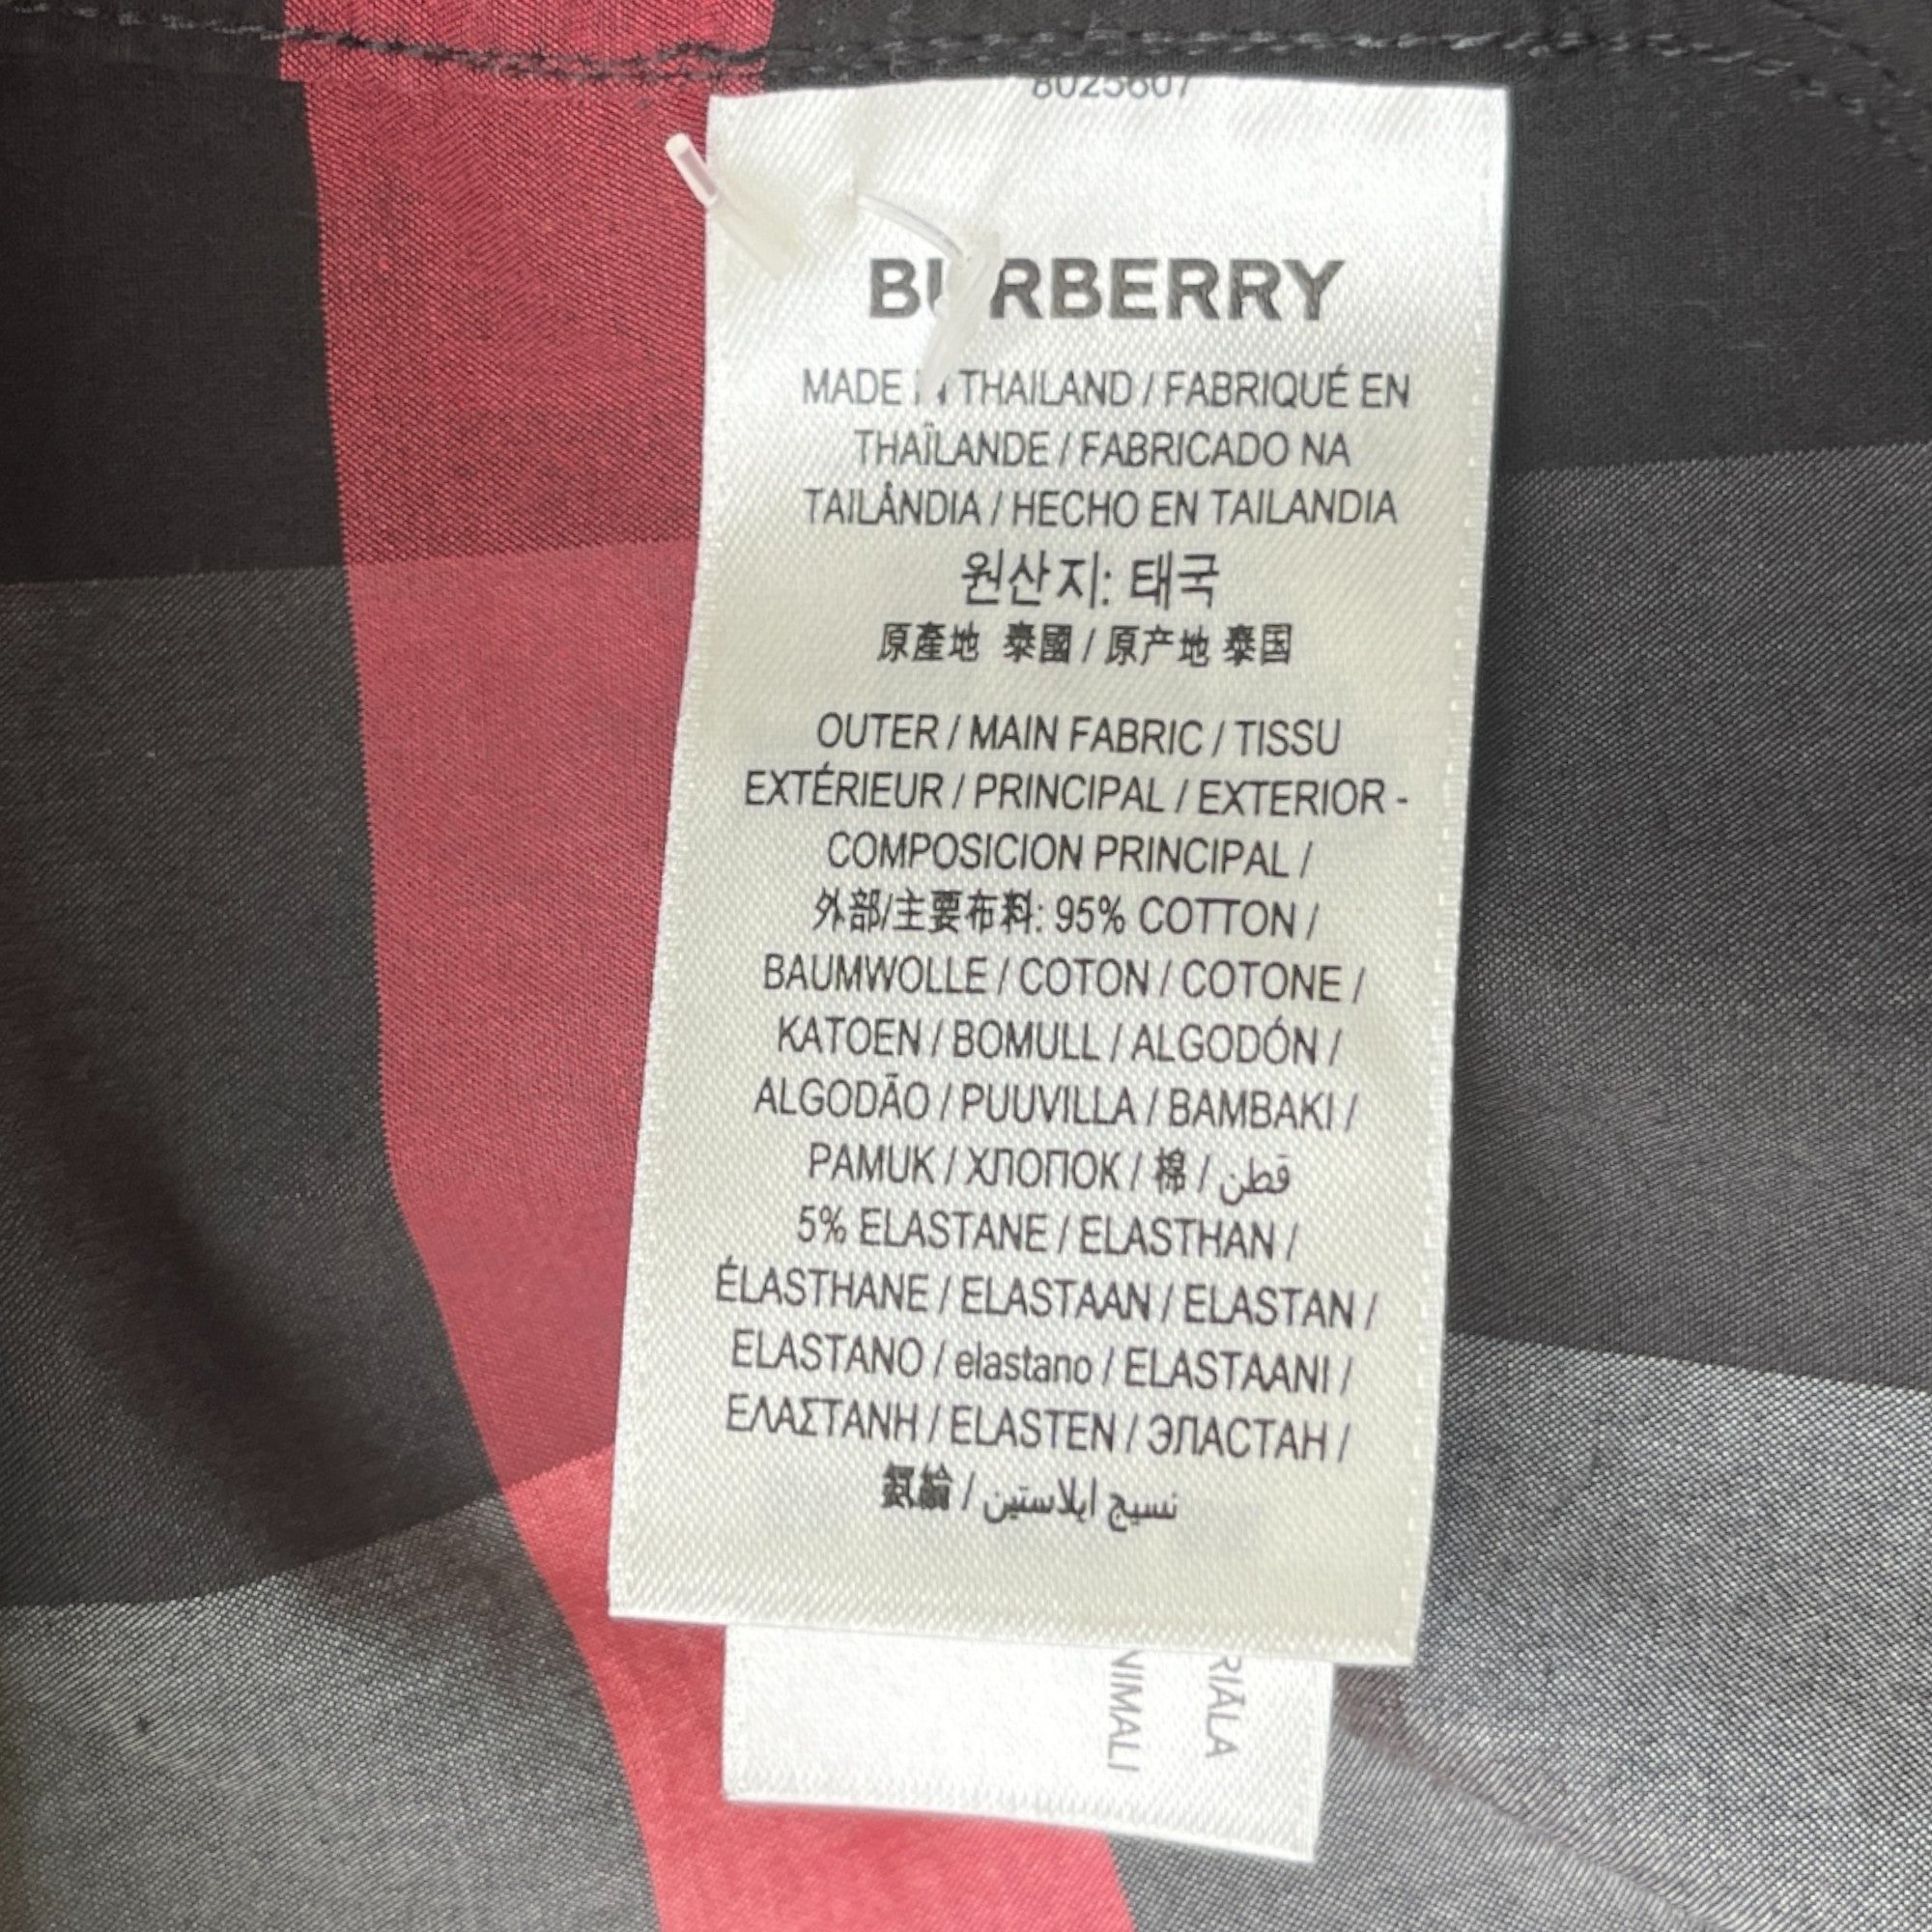 8025607
BURBERRY
MADE IN THAILAND / FABRIQUÉ EN
THAÏLANDE / FABRICADO NA
TAILÂNDIA / HECHO EN TAILANDIA
원산지: 태국
原產地 泰國 / 原产地 泰国
OUTER / MAIN FABRIC / TISSU
EXTÉRIEUR / PRINCIPAL / EXTERIOR -
COMPOSICION PRINCIPAL /
外部/主要布料: 95% COTTON /
BAUMWOLLE / COTON / COTONE /
KATOEN / BOMULL / ALGODÓN /
ALGODÃO / PUUVILLA / BAMBAKI /
PAMUK / ХЛОПОК / 棉 / قطن
5% ELASTANE / ELASTHAN /
ÉLASTHANE / ELASTAAN / ELASTAN /
ELASTANO / elastano / ELASTAANI /
ΕΛΑΣΤΑΝΗ / ELASTEN / ЭЛАСТАН /
氨綸 / نسيج ايلاستين
RIĀLA
NIMALI